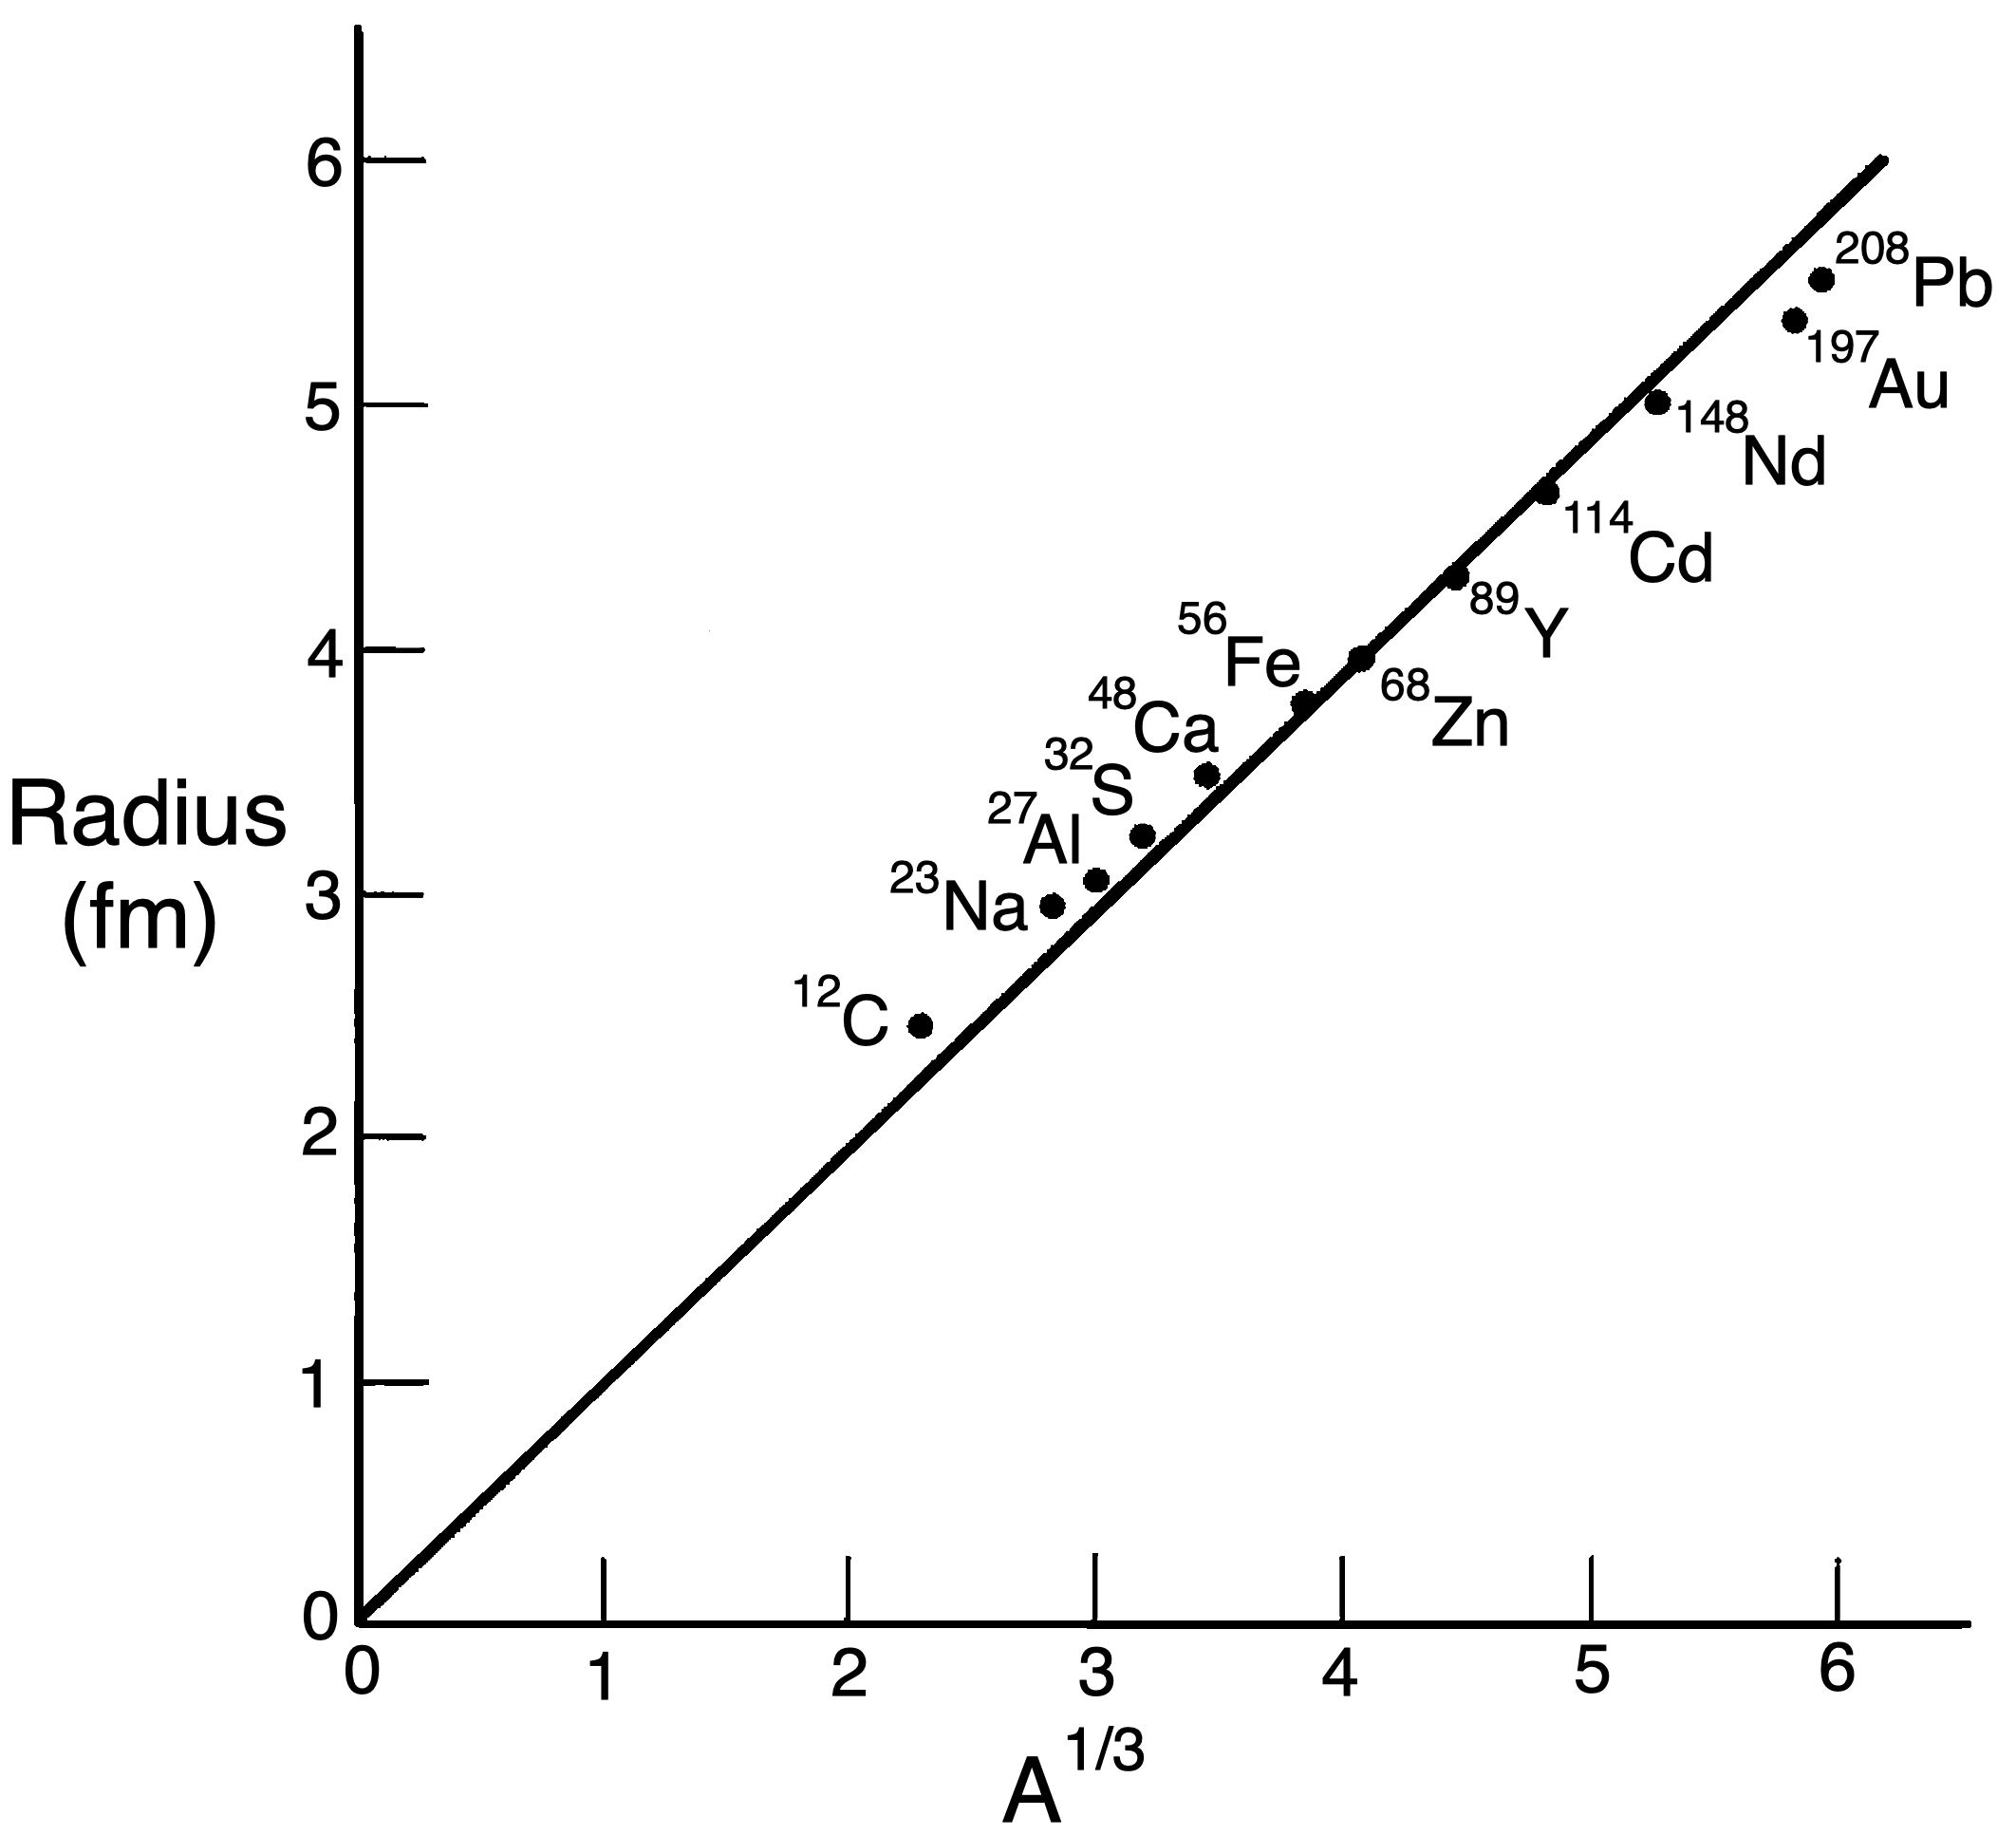 6
208Pb
197Au
5
148Nd
114Cd
89Y
56Fe
4
68Zn
48Ca
32S
27Al
Radius
(fm)
3
23Na
12C
2
1
0
0 1 2 3 4 5 6
A1/3